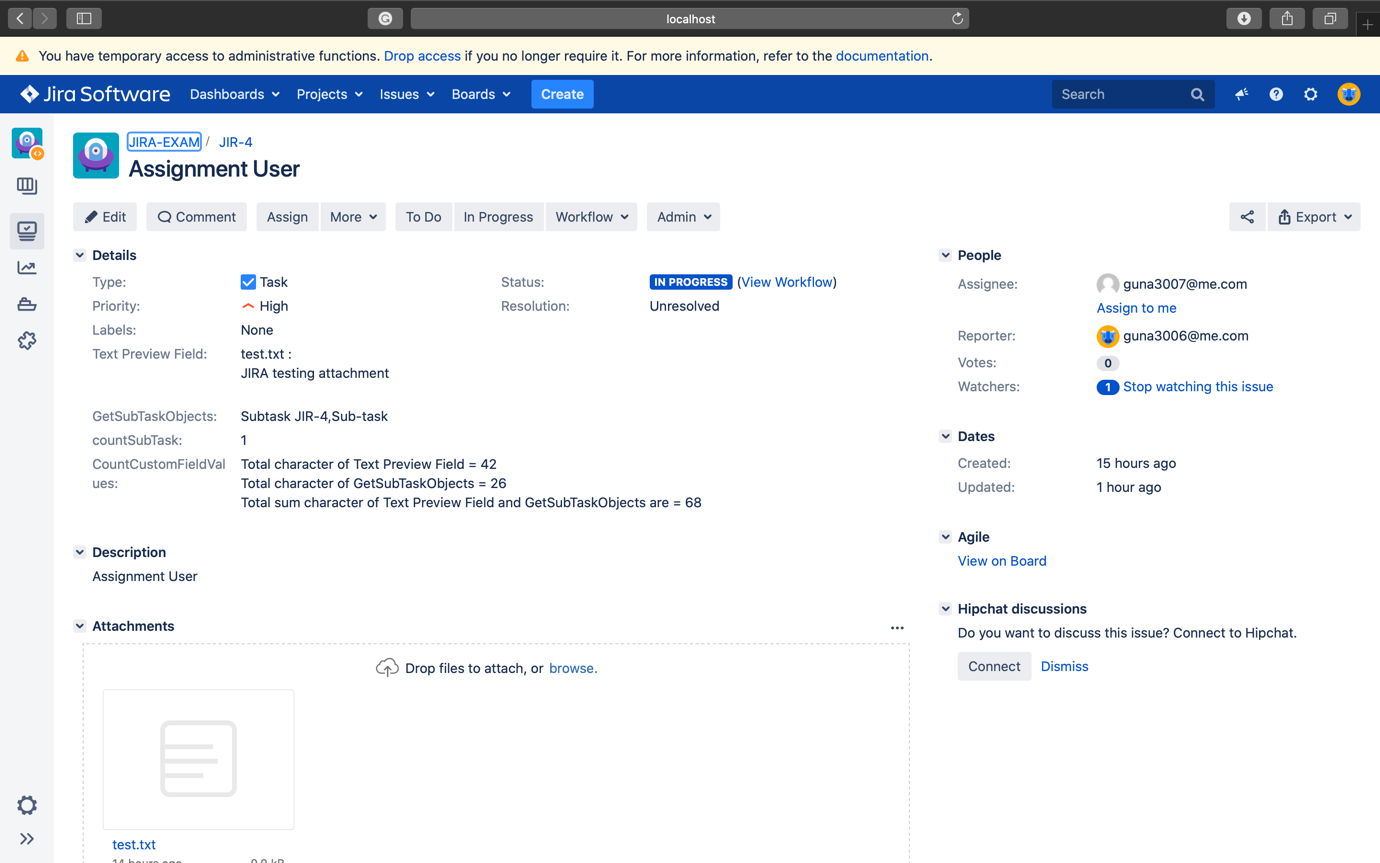 localhost
You have temporary access to administrative functions. Drop access if you no longer require it. For more information, refer to the documentation.
Jira Software Dashboards Projects Issues Boards Create Search
JIRA-EXAM / JIR-4
Assignment User
Edit Comment Assign More To Do In Progress Workflow Admin Export
Details
Type: Task
Priority: High
Labels: None
Text Preview Field: test.txt :
JIRA testing attachment
Status: IN PROGRESS (View Workflow)
Resolution: Unresolved
GetSubTaskObjects: Subtask JIR-4,Sub-task
countSubTask: 1
CountCustomFieldVal
ues:
Total character of Text Preview Field = 42
Total character of GetSubTaskObjects = 26
Total sum character of Text Preview Field and GetSubTaskObjects are = 68
Description
Assignment User
Attachments
Drop files to attach, or browse.
test.txt
14 hours ago 0.0 kB
People
Assignee: guna3007@me.com
Assign to me
Reporter: guna3006@me.com
Votes: 0
Watchers: 1 Stop watching this issue
Dates
Created: 15 hours ago
Updated: 1 hour ago
Agile
View on Board
Hipchat discussions
Do you want to discuss this issue? Connect to Hipchat.
Connect Dismiss